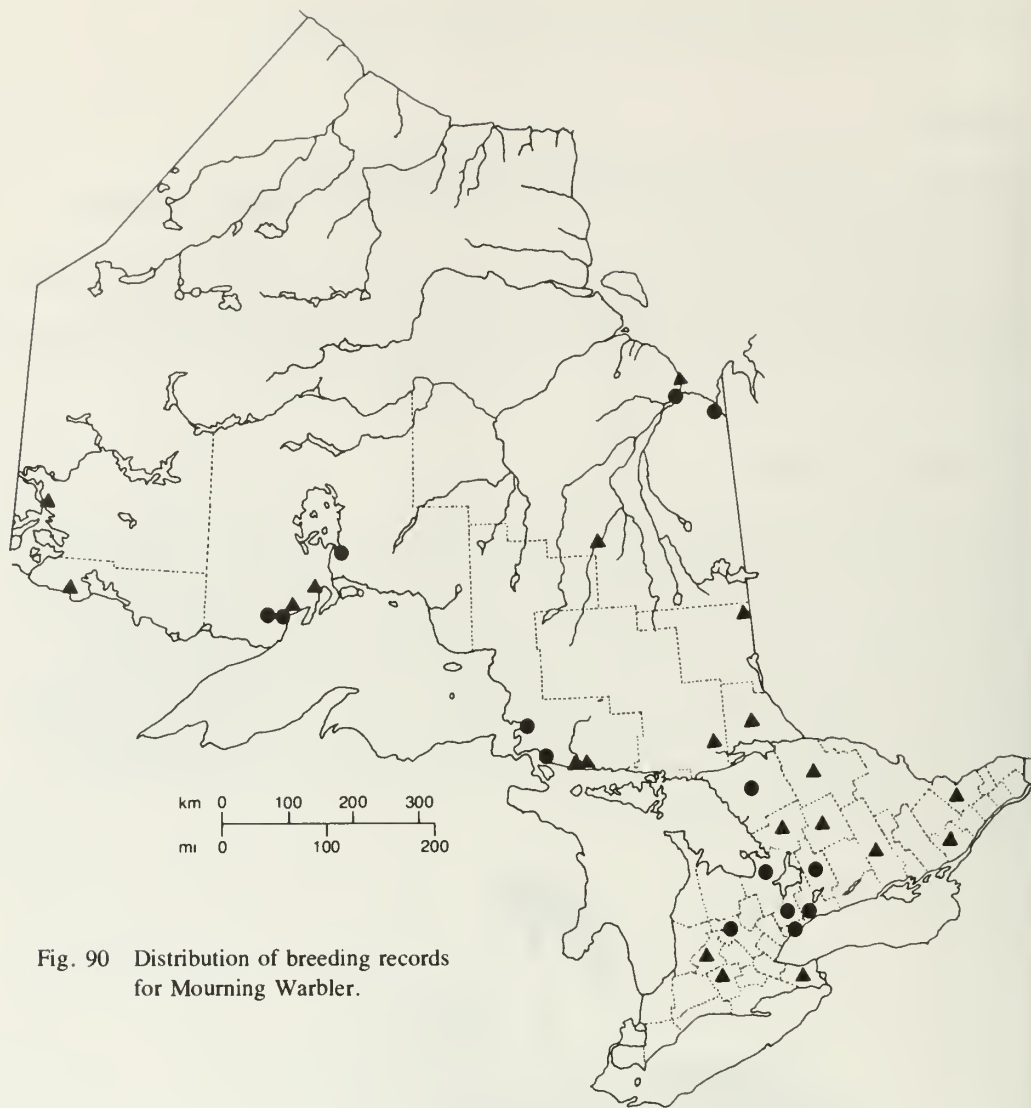 km 0 100 200 300
mi 0 100 200
Fig. 90 Distribution of breeding records
for Mourning Warbler.